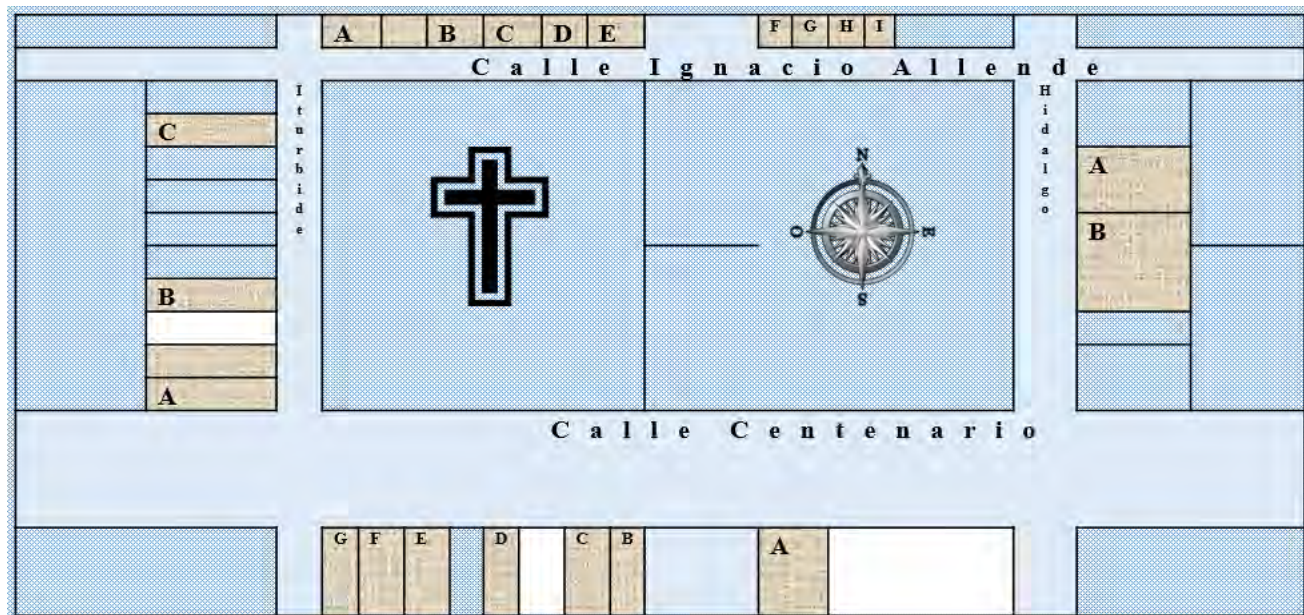 A B C D E F G H I
Calle Ignacio Allende
Iturbide
Hidalgo
C
B
A
N
O E
S
A
B
Calle Centenario
G F E D C B A